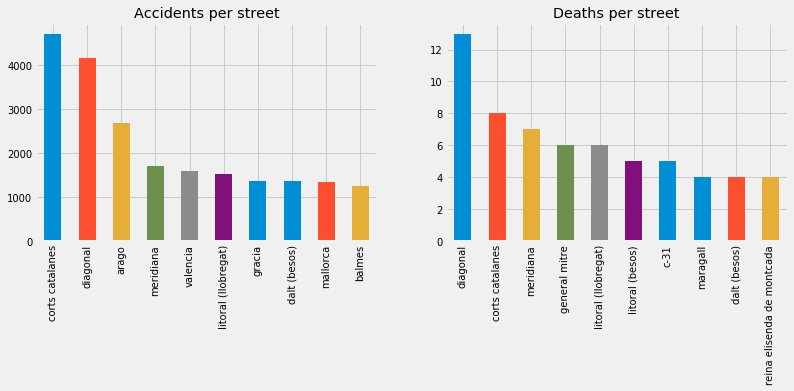 Accidents per street
4000
3000
2000
1000
0
corts catalanes
diagonal
arago
meridiana
valencia
litoral (llobregat)
gracia
dalt (besos)
mallorca
balmes
Deaths per street
12
10
8
6
4
2
0
diagonal
corts catalanes
meridiana
general mitre
litoral (llobregat)
litoral (besos)
c-31
maragall
dalt (besos)
reina elisenda de montcada